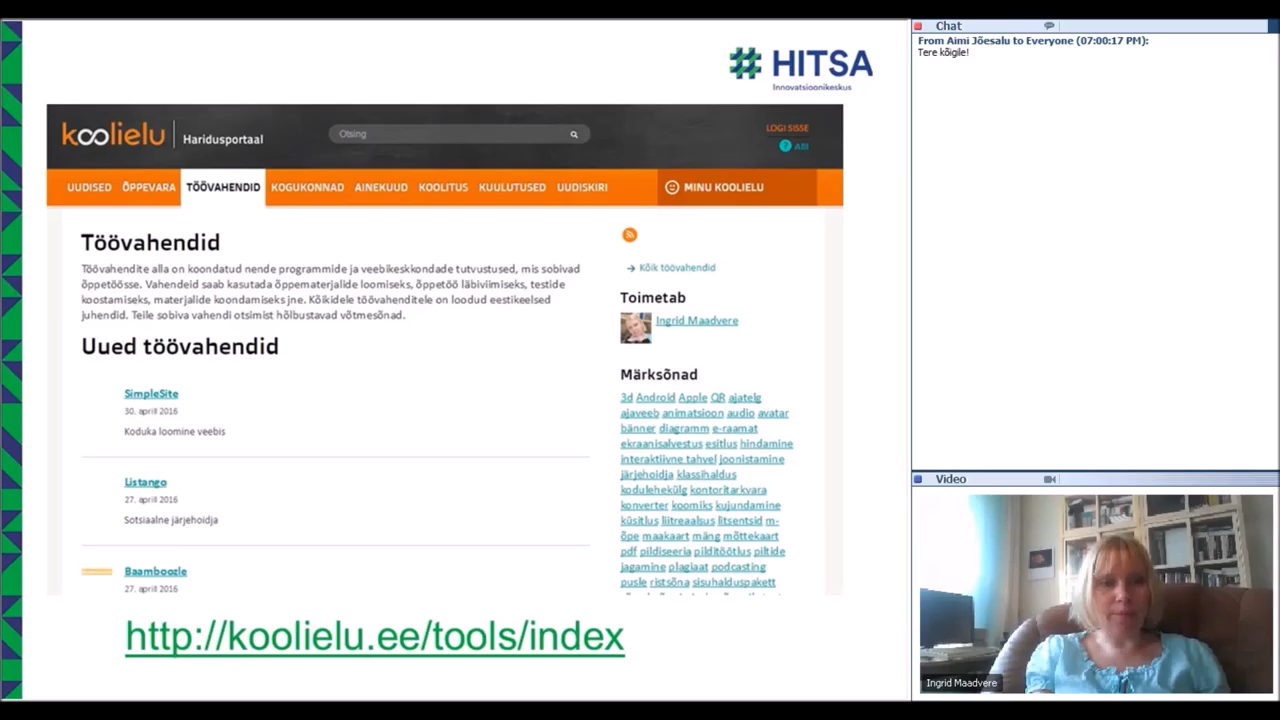 HITSA
Innovatsioonikeskus
koolielu Haridusportaal
Otsing
LOGI SISSE
? ABI
UUDISED ÕPPEVARA TÖÖVAHENDID KOGUKONNAD AINEKUUD KOOLITUS KUULUTUSED UUDISKIRI MINU KOOLIELU
Töövahendid
Töövahendite alla on koondatud nende programmide ja veebikeskkondade tutvustused, mis sobivad
õppetöösse. Vahendeid saab kasutada õppematerjalide loomiseks, õppetöö läbiviimiseks, testide
koostamiseks, materjalide koondamiseks jne. Kõikidele töövahenditele on loodud eestikeelsed
juhendid. Teile sobiva vahendi otsimist hõlbustavad võtmesõnad.
Uued töövahendid
SimpleSite
30. aprill 2016
Koduka loomine veebis
Listango
27. aprill 2016
Sotsiaalne järjehoidja
Baamboozle
27. aprill 2016
→ Kõik töövahendid
Toimetab
Ingrid Maadvere
Märksõnad
3d Android Apple QR ajatelg
ajaveeb animatsioon audio avatar
bänner diagramm e-raamat
ekraanisalvestus esitlus hindamine
interaktiivne tahvel joonistamine
järjehoidja klassihaldus
kodulehekülg kontoritarkvara
konverter koomiks kujundamine
küsitlus liitreaalsus litsentsid m-
õpe maakaart mäng mõttekaart
pdf pildiseeria pilditöötlus piltide
jagamine plagiaat podcasting
pusle ristsõna sisuhalduspakett
http://koolielu.ee/tools/index
Chat
From Aimi Jõesalu to Everyone (07:00:17 PM):
Tere kõigile!
Video
Ingrid Maadvere